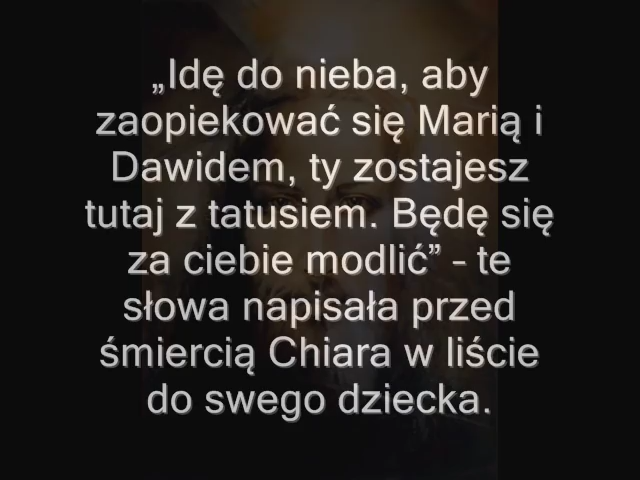 „Idę do nieba, aby
zaopiekować się Marią i
Dawidem, ty zostajesz
tutaj z tatusiem. Będę się
za ciebie modlić” – te
słowa napisała przed
śmiercią Chiara w liście
do swego dziecka.